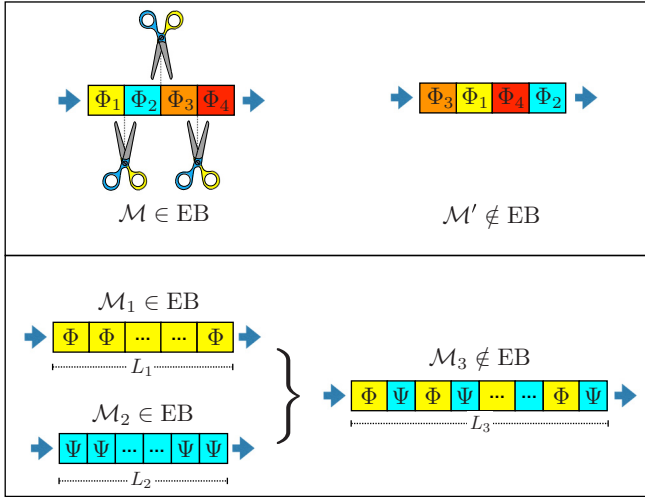 Φ₁ Φ₂ Φ₃ Φ₄
ℳ ∈ EB
Φ₃ Φ₁ Φ₄ Φ₂
ℳ′ ∉ EB
ℳ₁ ∈ EB
Φ Φ ... ... Φ
L₁
ℳ₂ ∈ EB
Ψ Ψ ... ... Ψ Ψ
L₂
ℳ₃ ∉ EB
Φ Ψ Φ Ψ ... ... Φ Ψ
L₃